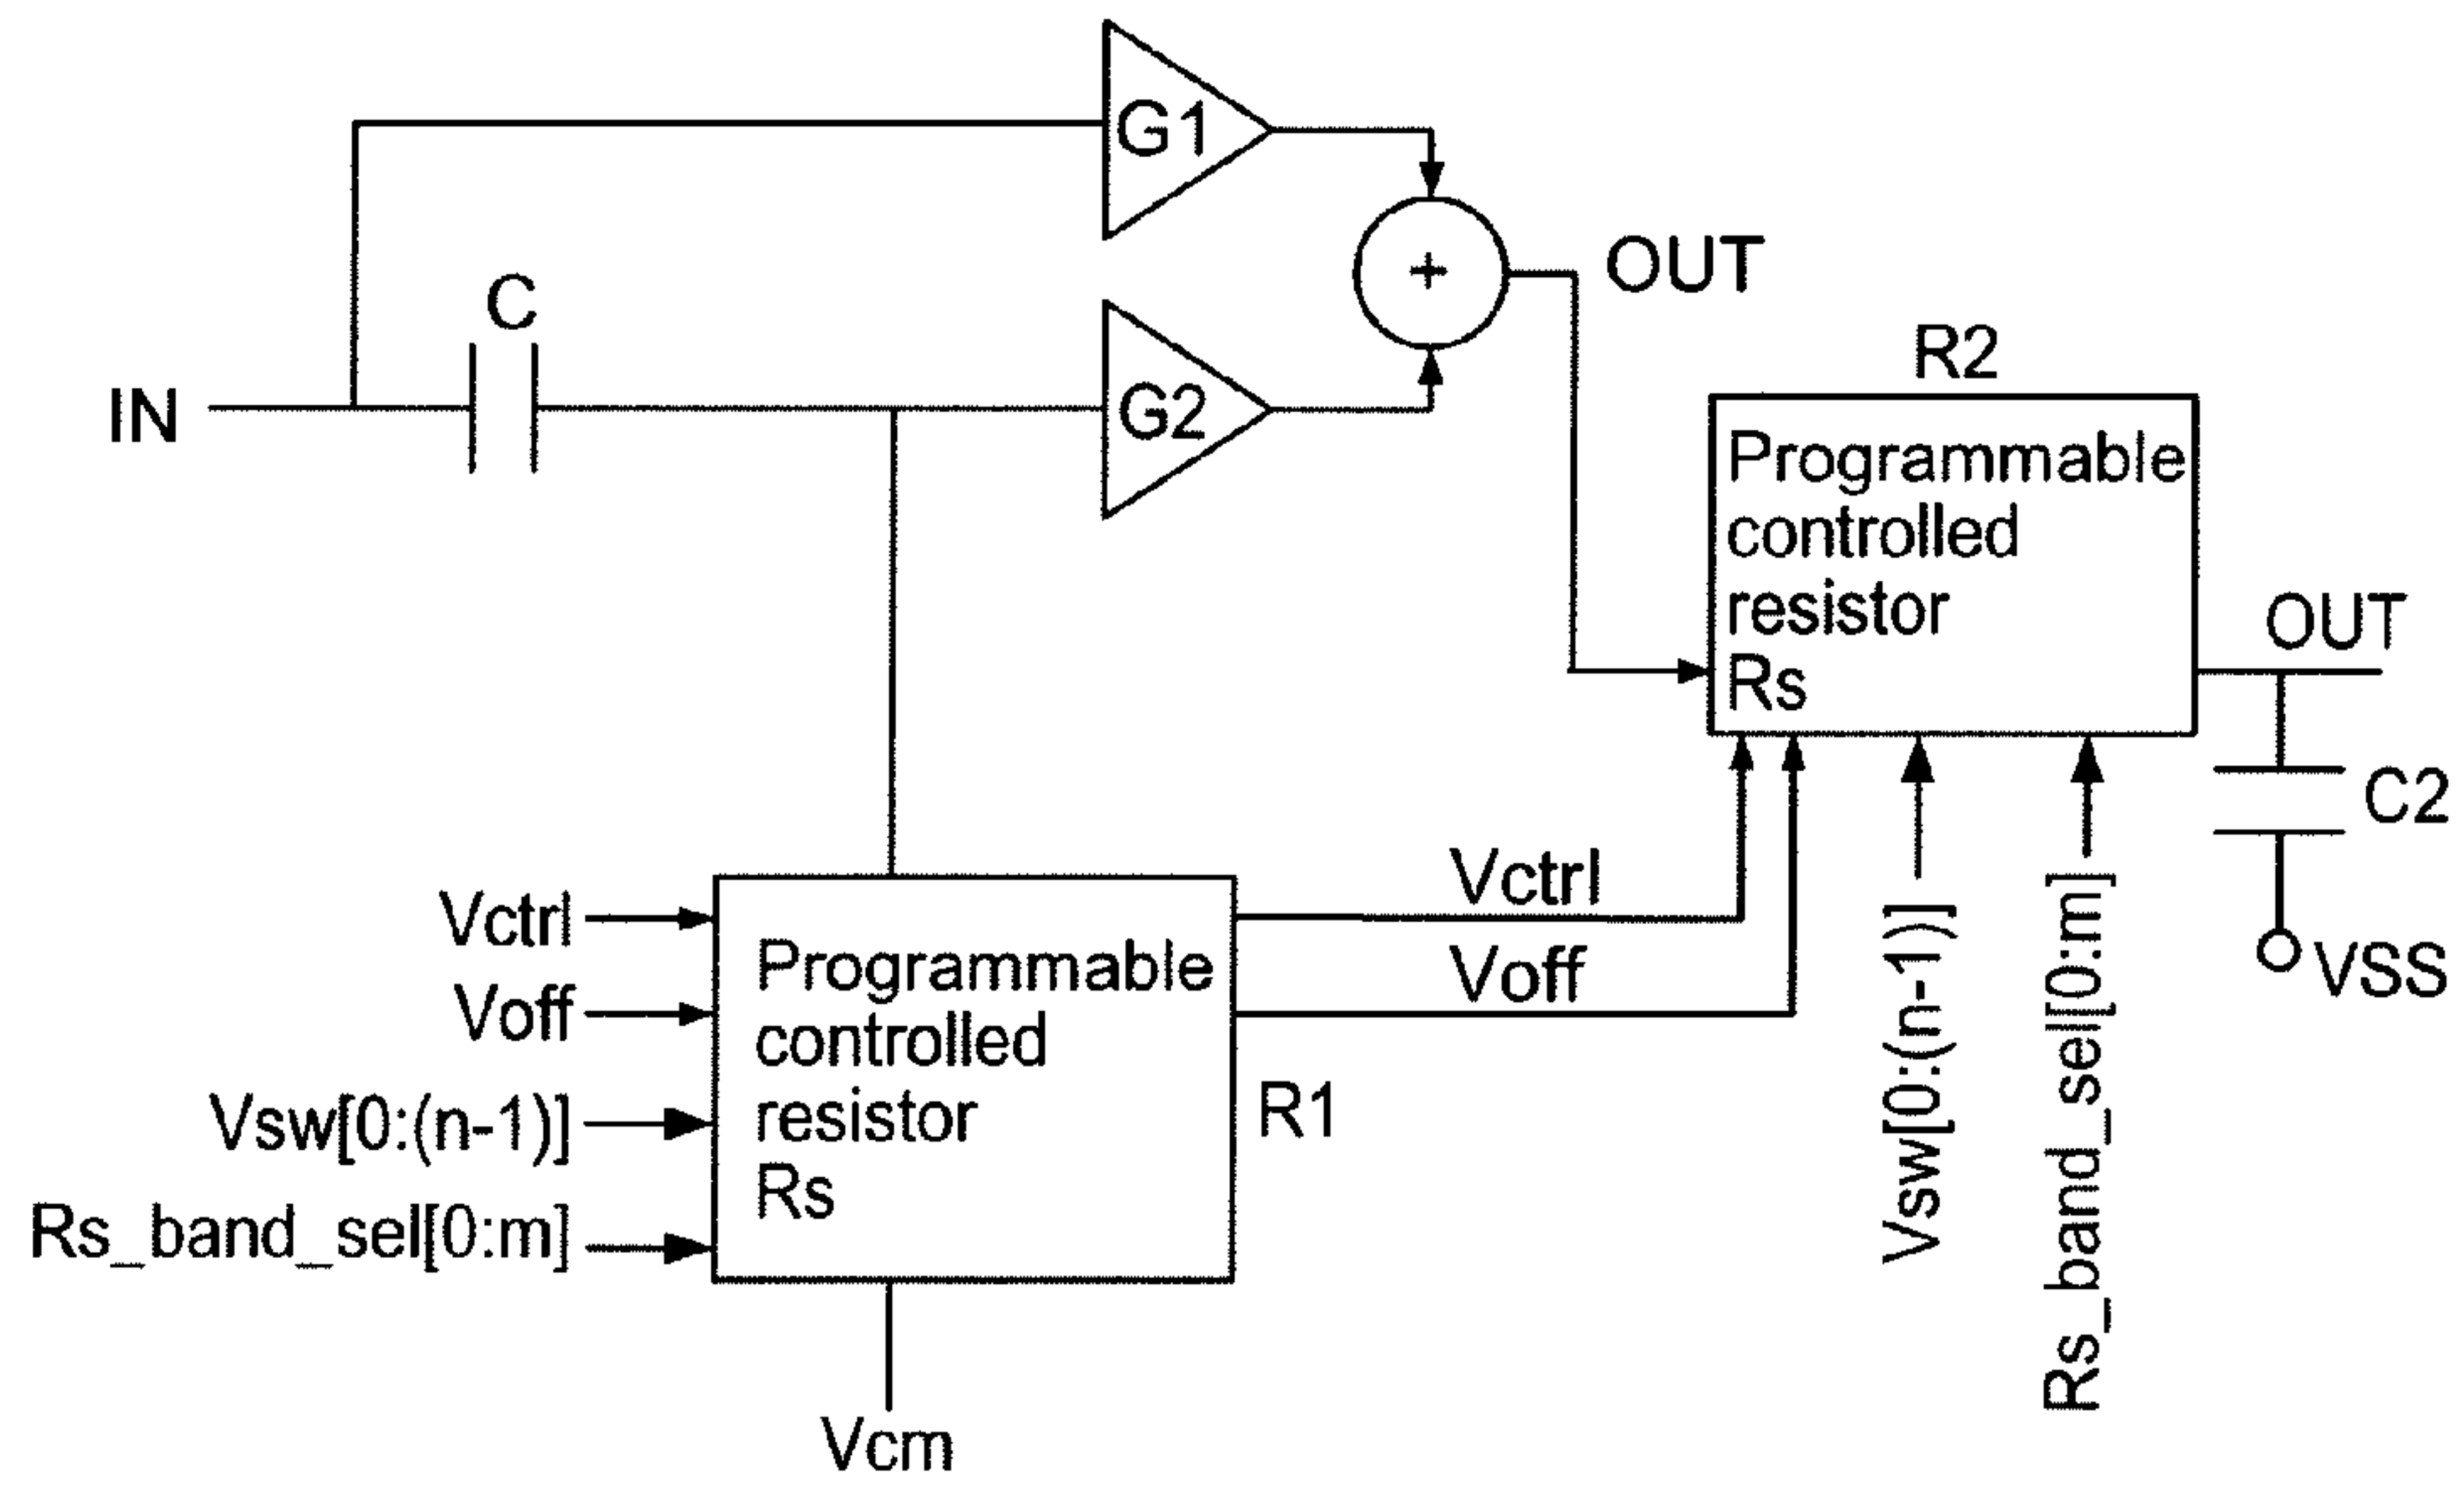 G1
+
OUT
C
IN
G2
R2
Programmable
controlled
resistor
Rs
OUT
C2
VSS
Vctrl
Voff
Vsw[0:(n-1)]
Rs_band_sel[0:m]
Programmable
controlled
resistor
Rs
R1
Vctrl
Voff
Vsw[0:(n-1)]
Rs_band_sel[0:m]
Vcm